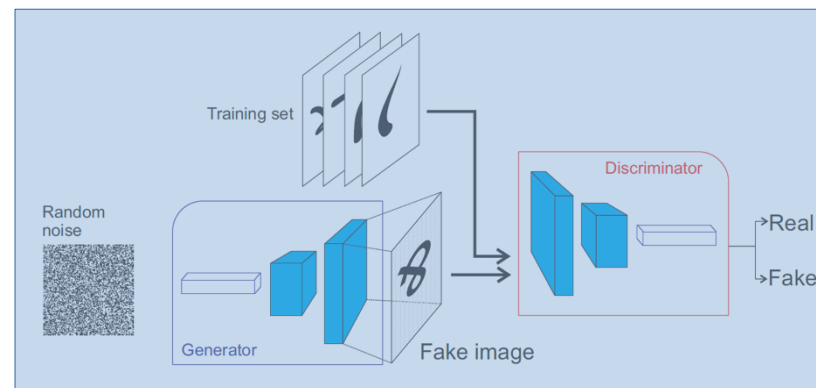 Training set
Discriminator
Random
noise
Real
Fake
Generator
Fake image